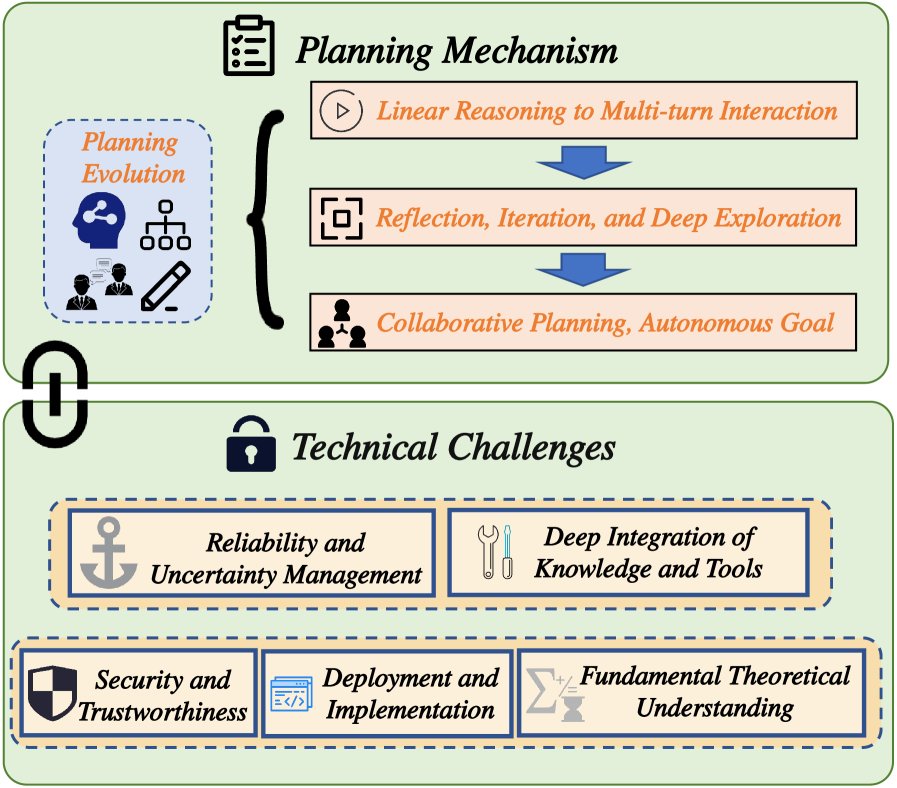 Planning Mechanism
Planning
Evolution
Linear Reasoning to Multi-turn Interaction
Reflection, Iteration, and Deep Exploration
Collaborative Planning, Autonomous Goal
Technical Challenges
Reliability and
Uncertainty Management
Deep Integration of
Knowledge and Tools
Security and
Trustworthiness
Deployment and
Implementation
Fundamental Theoretical
Understanding